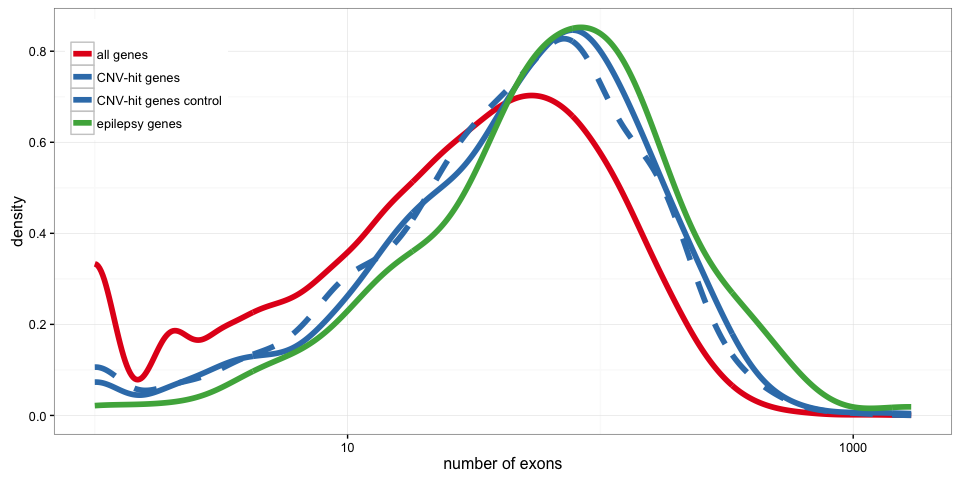 all genes
CNV-hit genes
CNV-hit genes control
epilepsy genes
0.8
0.6
0.4
0.2
0.0
density
10
1000
number of exons